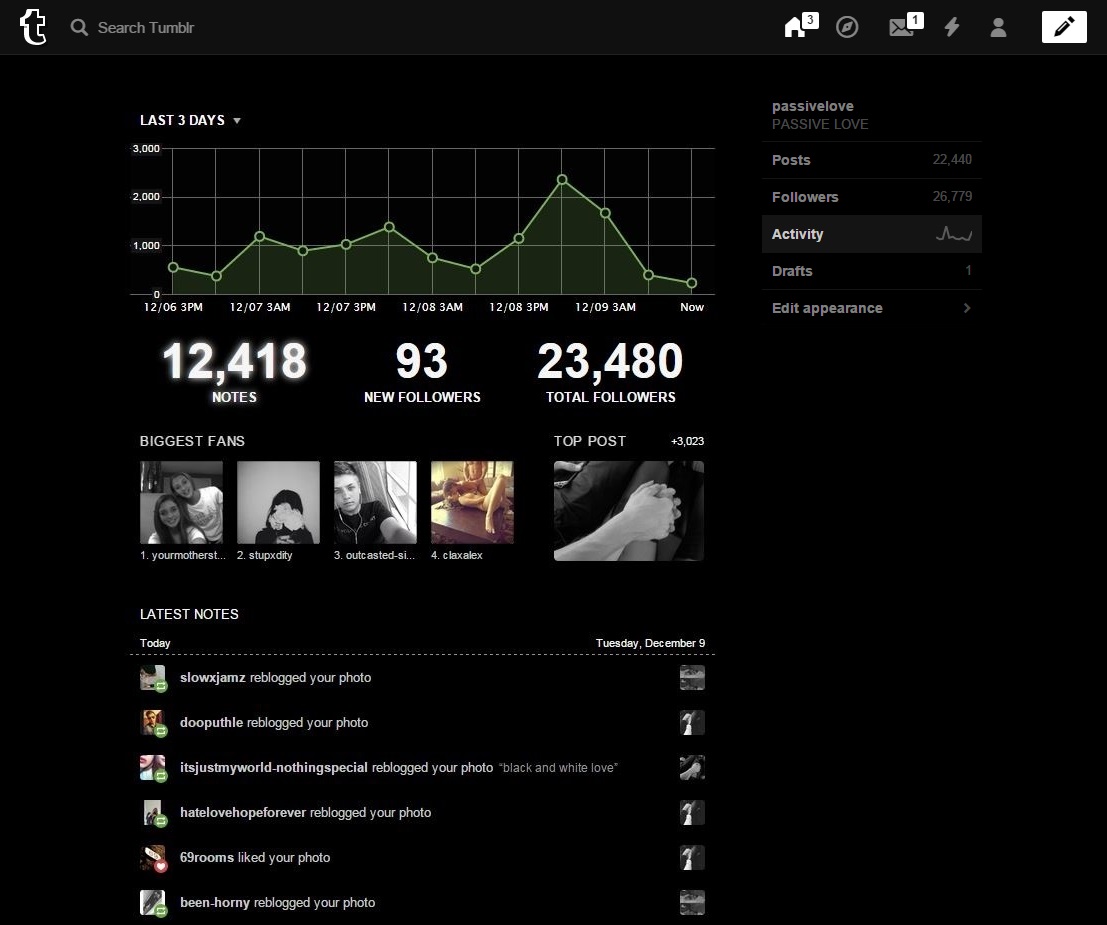 t
Search Tumblr
3
1
LAST 3 DAYS
3,000
2,000
1,000
0
12/06 3PM
12/07 3AM
12/07 3PM
12/08 3AM
12/08 3PM
12/09 3AM
Now
12,418
NOTES
93
NEW FOLLOWERS
23,480
TOTAL FOLLOWERS
BIGGEST FANS
1. yourmotherst...
2. stupxdity
3. outcasted-si...
4. claxalex
TOP POST
+3,023
LATEST NOTES
Today
Tuesday, December 9
slowxjamz reblogged your photo
dooputhle reblogged your photo
itsjustmyworld-nothingspecial reblogged your photo “black and white love”
hatelovehopeforever reblogged your photo
69rooms liked your photo
been-horny reblogged your photo
passivelove
PASSIVE LOVE
Posts 22,440
Followers 26,779
Activity
Drafts 1
Edit appearance